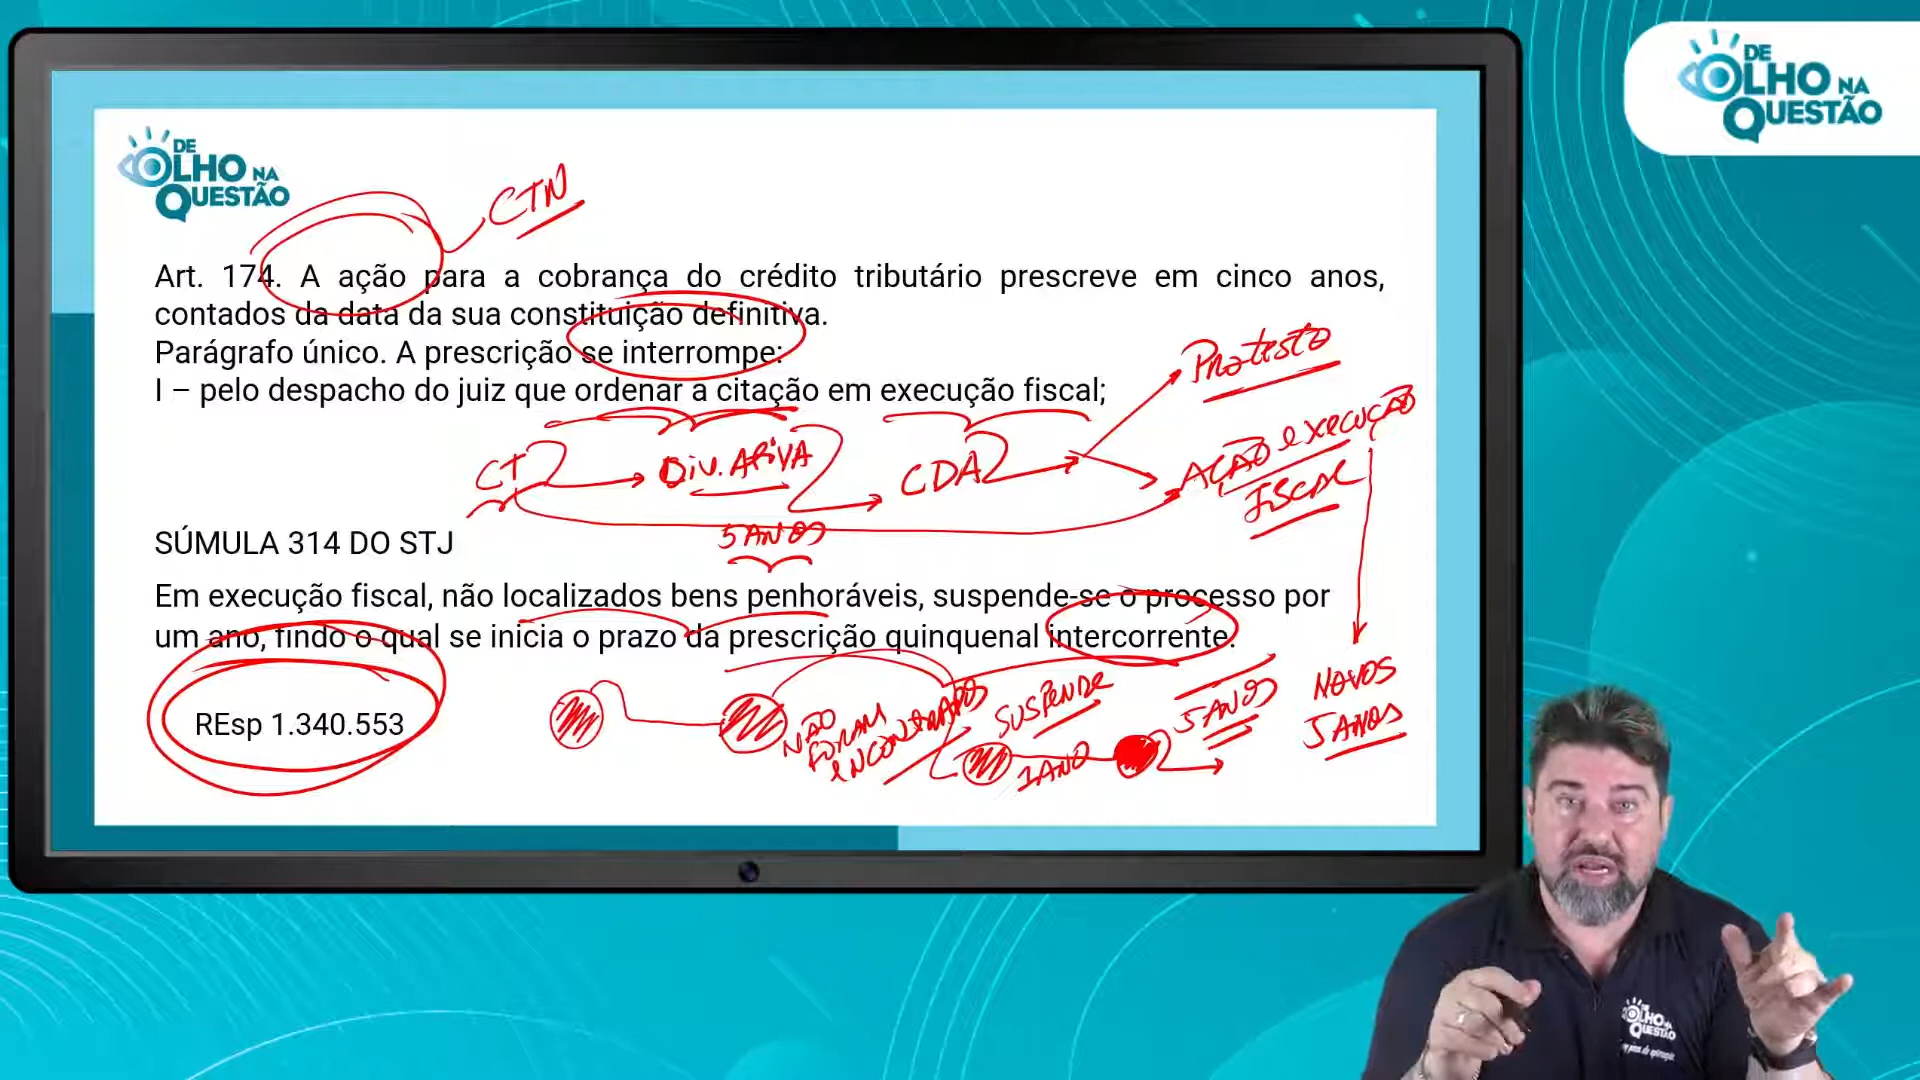 DE
OLHO NA
QUESTÃO
DE
OLHO NA
QUESTÃO
CTN
Art. 174. A ação para a cobrança do crédito tributário prescreve em cinco anos,
contados da data da sua constituição definitiva.
Parágrafo único. A prescrição se interrompe:
I – pelo despacho do juiz que ordenar a citação em execução fiscal;
Protesto
CT
DIV. ATIVA
CDA
AÇÃO EXECUÇÃO
FISCAL
5 ANOS
SÚMULA 314 DO STJ
Em execução fiscal, não localizados bens penhoráveis, suspende-se o processo por
um ano, findo o qual se inicia o prazo da prescrição quinquenal intercorrente.
REsp 1.340.553
NÃO
FORAM
ENCONTRADOS
SUSPENDE
1 ANO
5 ANOS
NOVOS
5 ANOS
DE
OLHO NA
QUESTÃO